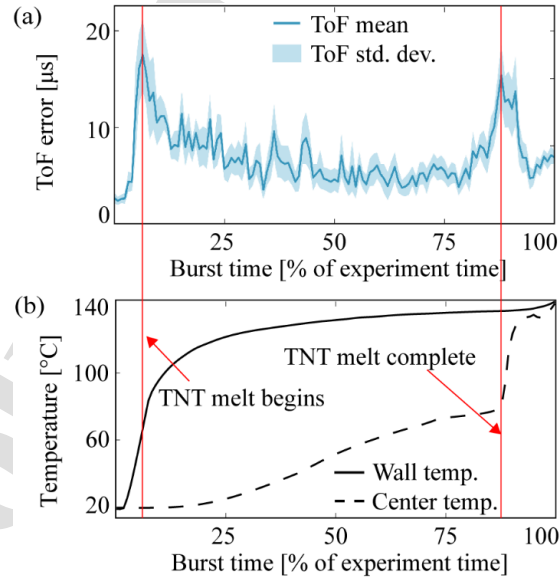 (a)
20
10
0
ToF error [µs]
ToF mean
ToF std. dev.
25
50
75
100
Burst time [% of experiment time]
(b)
140
100
60
20
Temperature [°C]
TNT melt begins
TNT melt complete
Wall temp.
Center temp.
25
50
75
100
Burst time [% of experiment time]